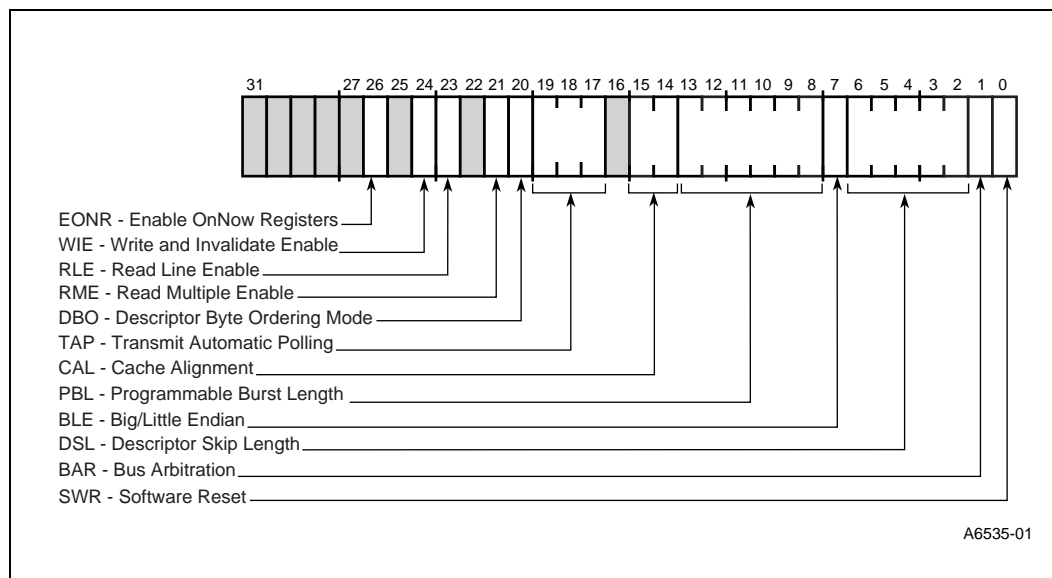 31 27 26 25 24 23 22 21 20 19 18 17 16 15 14 13 12 11 10 9 8 7 6 5 4 3 2 1 0
EONR - Enable OnNow Registers
WIE - Write and Invalidate Enable
RLE - Read Line Enable
RME - Read Multiple Enable
DBO - Descriptor Byte Ordering Mode
TAP - Transmit Automatic Polling
CAL - Cache Alignment
PBL - Programmable Burst Length
BLE - Big/Little Endian
DSL - Descriptor Skip Length
BAR - Bus Arbitration
SWR - Software Reset
A6535-01